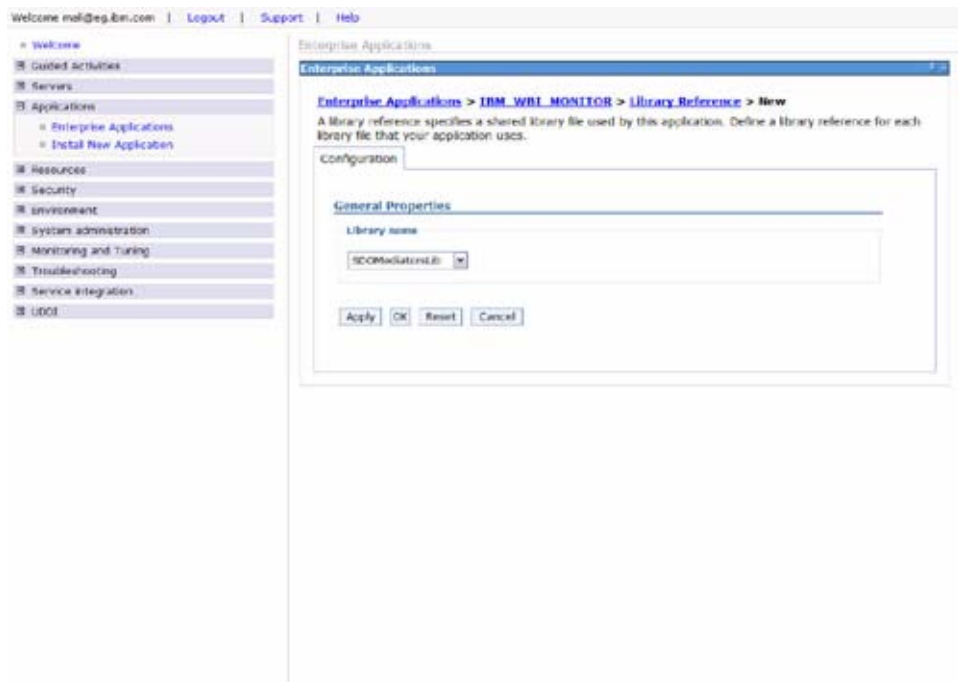 Welcome mail@eg.ibm.com | Logout | Support | Help
Welcome
Guided Activities
Servers
Applications
Enterprise Applications
Install New Application
Resources
Security
Environment
System administration
Monitoring and Tuning
Troubleshooting
Service integration
UDDI
Enterprise Applications
Enterprise Applications
Enterprise Applications > IBM_WBI_MONITOR > Library Reference > New
A library reference specifies a shared library file used by this application. Define a library reference for each
library file that your application uses.
Configuration
General Properties
Library name
SDOMediatorsLib
Apply OK Reset Cancel